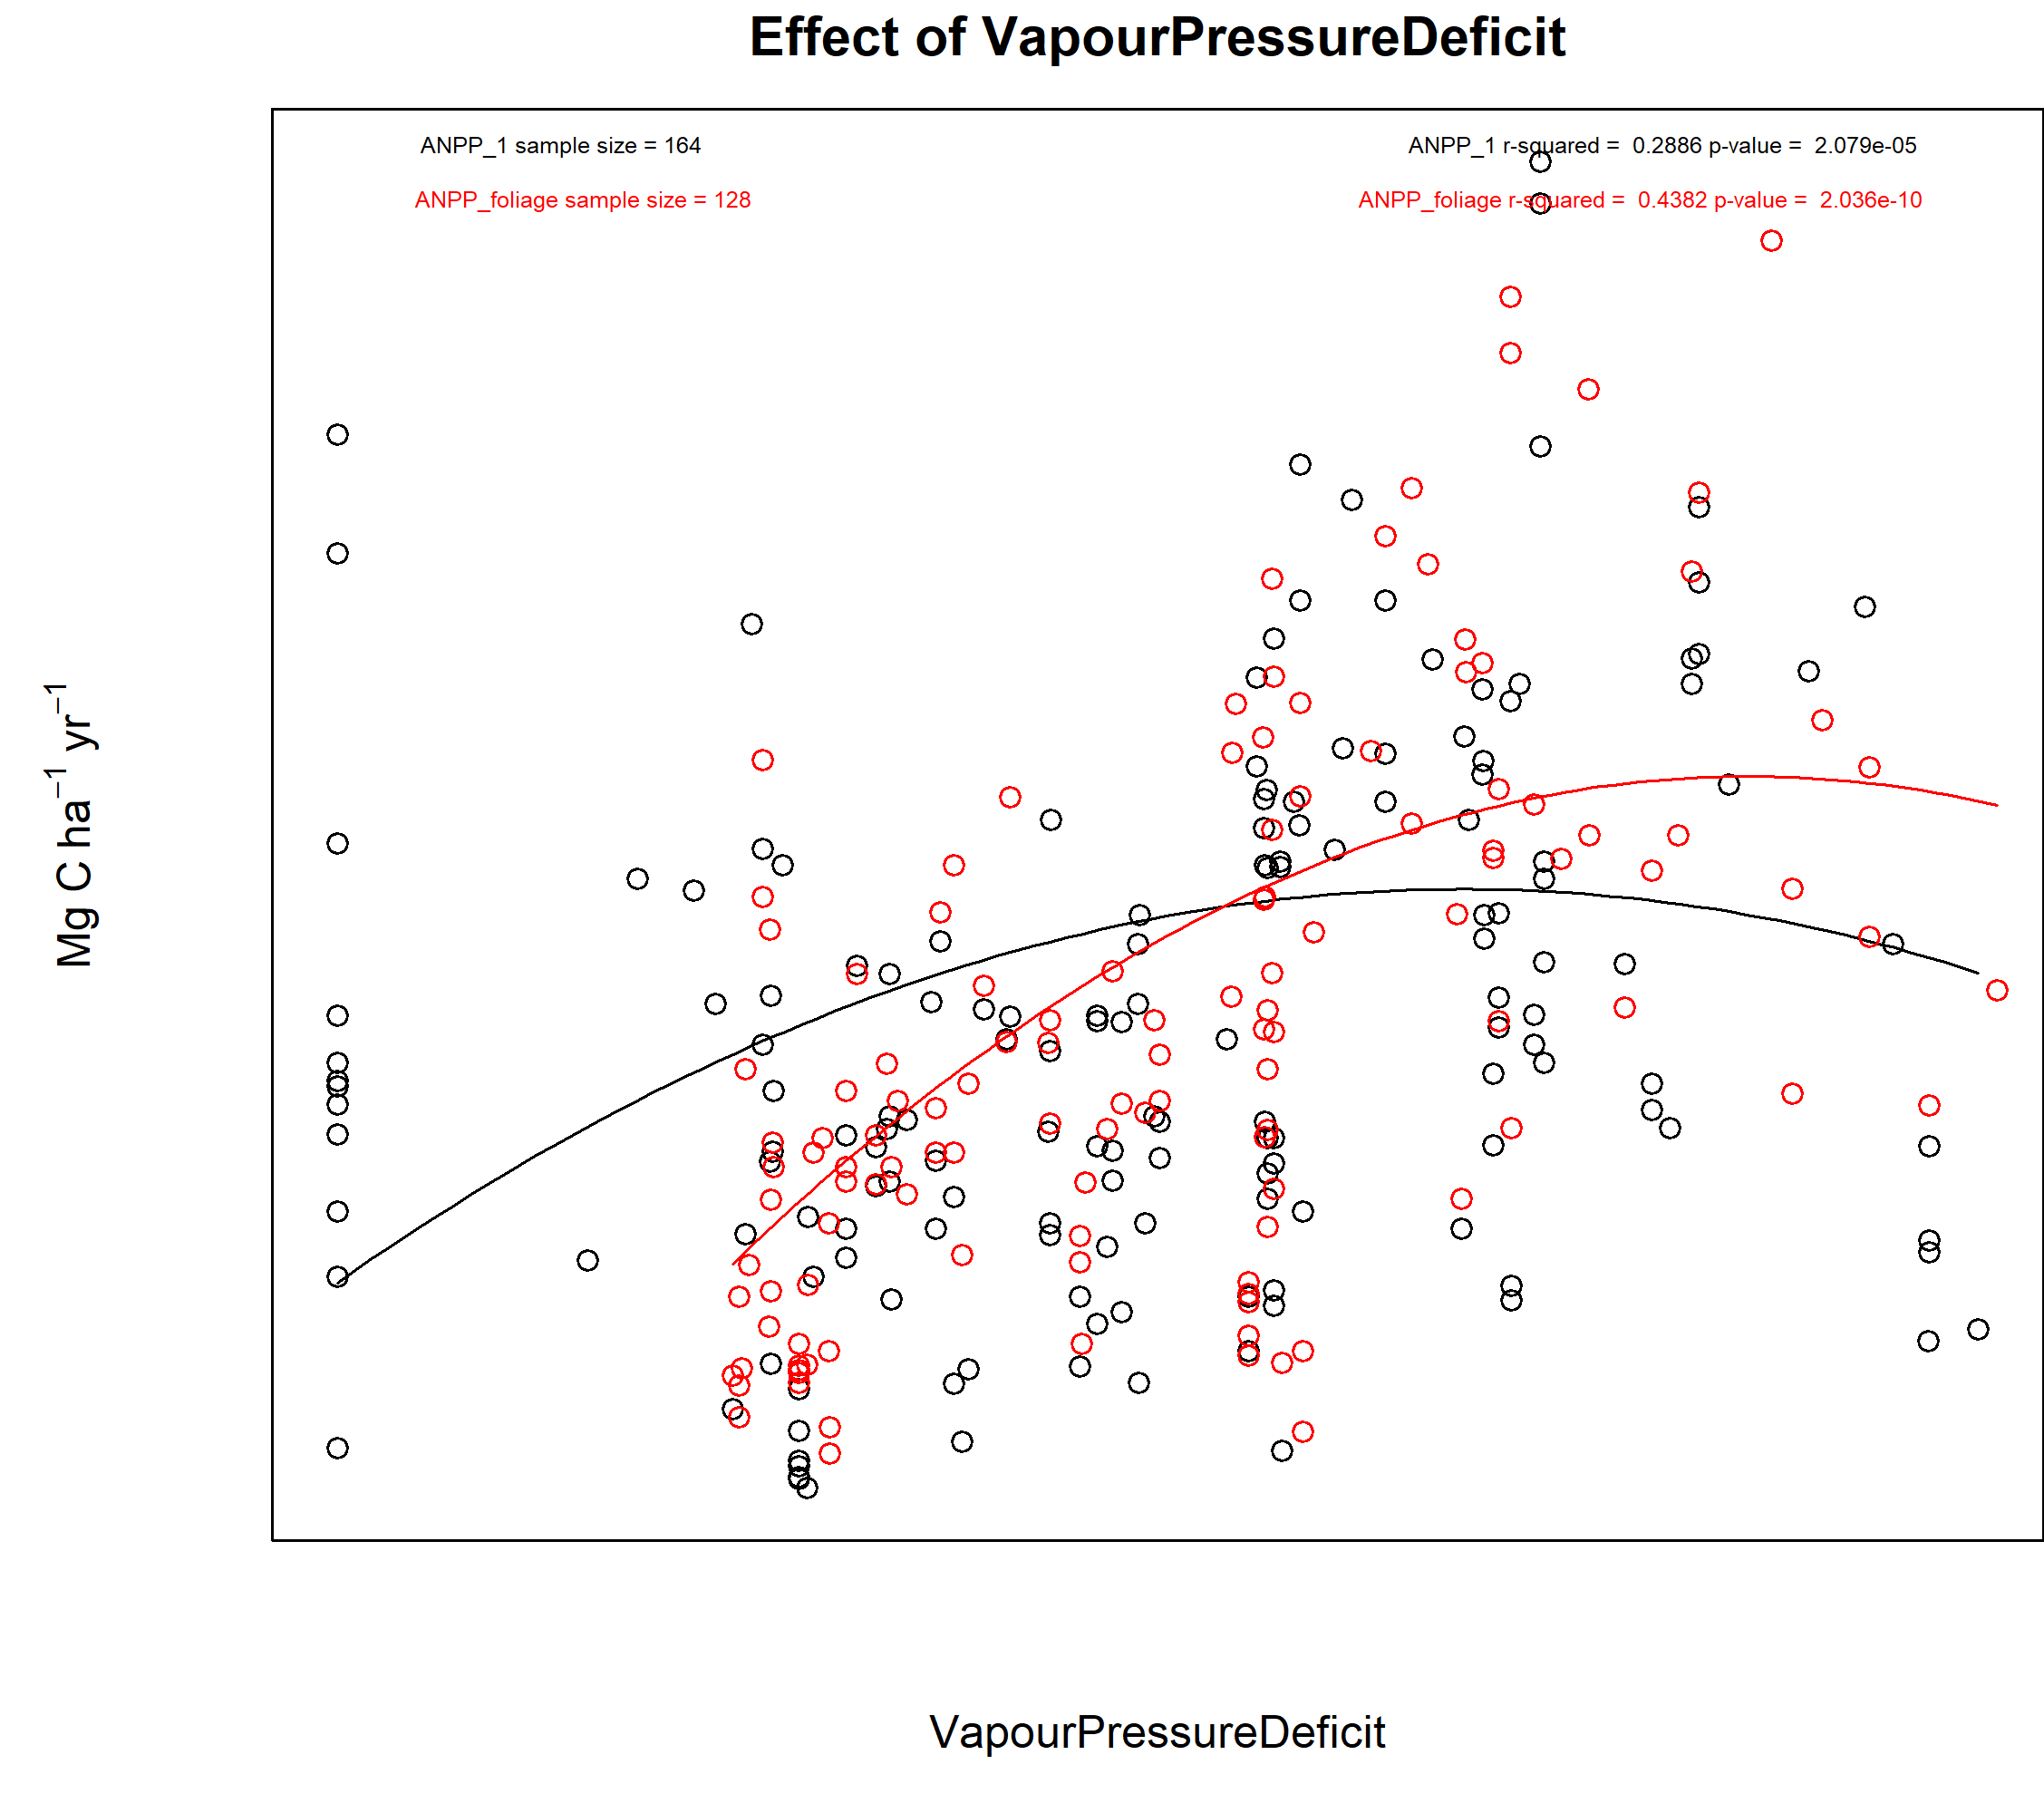 Effect of VapourPressureDeficit
ANPP_1 sample size = 164
ANPP_1 r-squared =  0.2886 p-value =  2.079e-05
ANPP_foliage sample size = 128
ANPP_foliage r-squared =  0.4382 p-value =  2.036e-10
Mg C ha⁻¹ yr⁻¹
VapourPressureDeficit